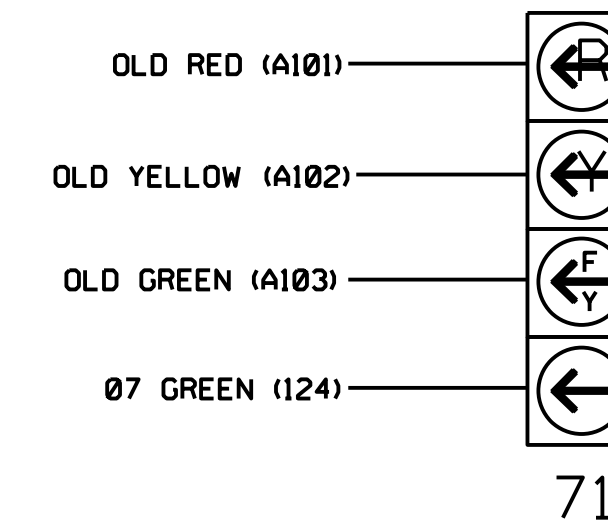 OLD RED (A101)
R
OLD YELLOW (A102)
Y
OLD GREEN (A103)
F
Y
07 GREEN (124)
71